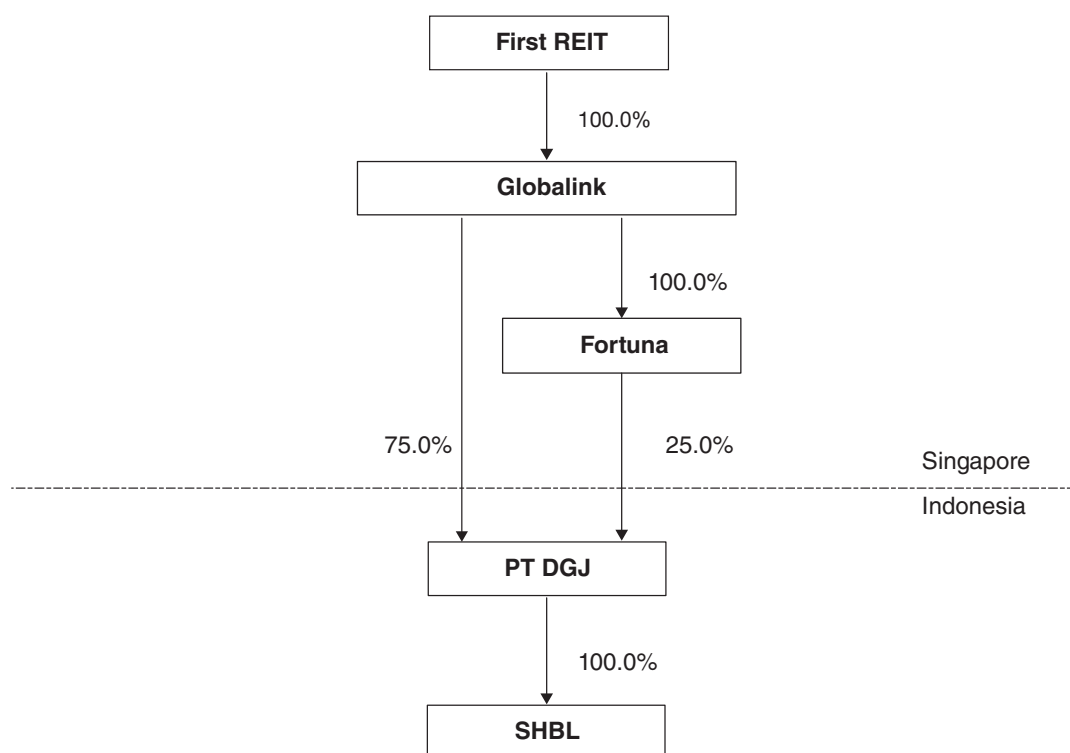 First REIT
100.0%
Globalink
100.0%
Fortuna
75.0%
25.0%
Singapore
Indonesia
PT DGJ
100.0%
SHBL